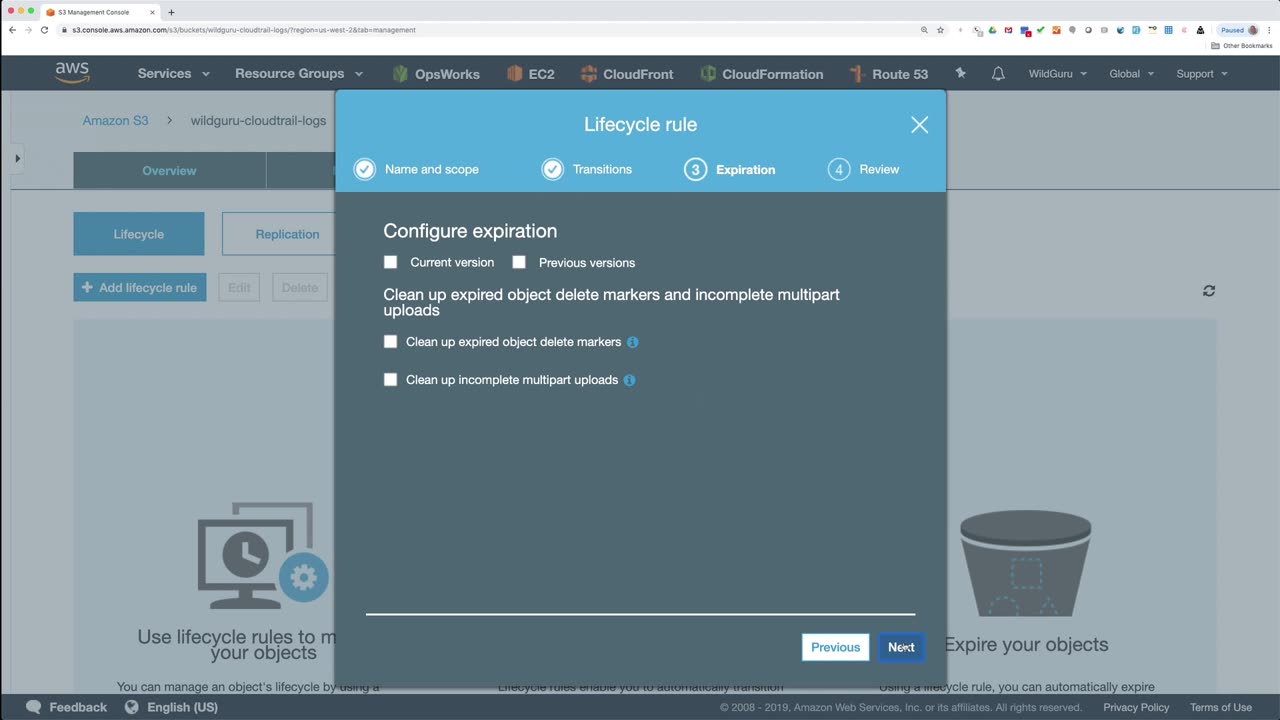 S3 Management Console
s3.console.aws.amazon.com/s3/buckets/wildguru-cloudtrail-logs/?region=us-west-2&tab=management
Paused
Other Bookmarks
aws
Services
Resource Groups
OpsWorks
EC2
CloudFront
CloudFormation
Route 53
WildGuru
Global
Support
Amazon S3
wildguru-cloudtrail-logs
Overview
Lifecycle
Replication
Add lifecycle rule
Edit
Delete
Lifecycle rule
Name and scope
Transitions
3 Expiration
4 Review
Configure expiration
Current version
Previous versions
Clean up expired object delete markers and incomplete multipart
uploads
Clean up expired object delete markers
Clean up incomplete multipart uploads
Previous
Next
Use lifecycle rules to m
your objects
Expire your objects
You can manage an object's lifecycle by using a
Lifecycle rules enable you to automatically transition
Using a lifecycle rule, you can automatically expire
Feedback
English (US)
© 2008 - 2019, Amazon Web Services, Inc. or its affiliates. All rights reserved.
Privacy Policy
Terms of Use